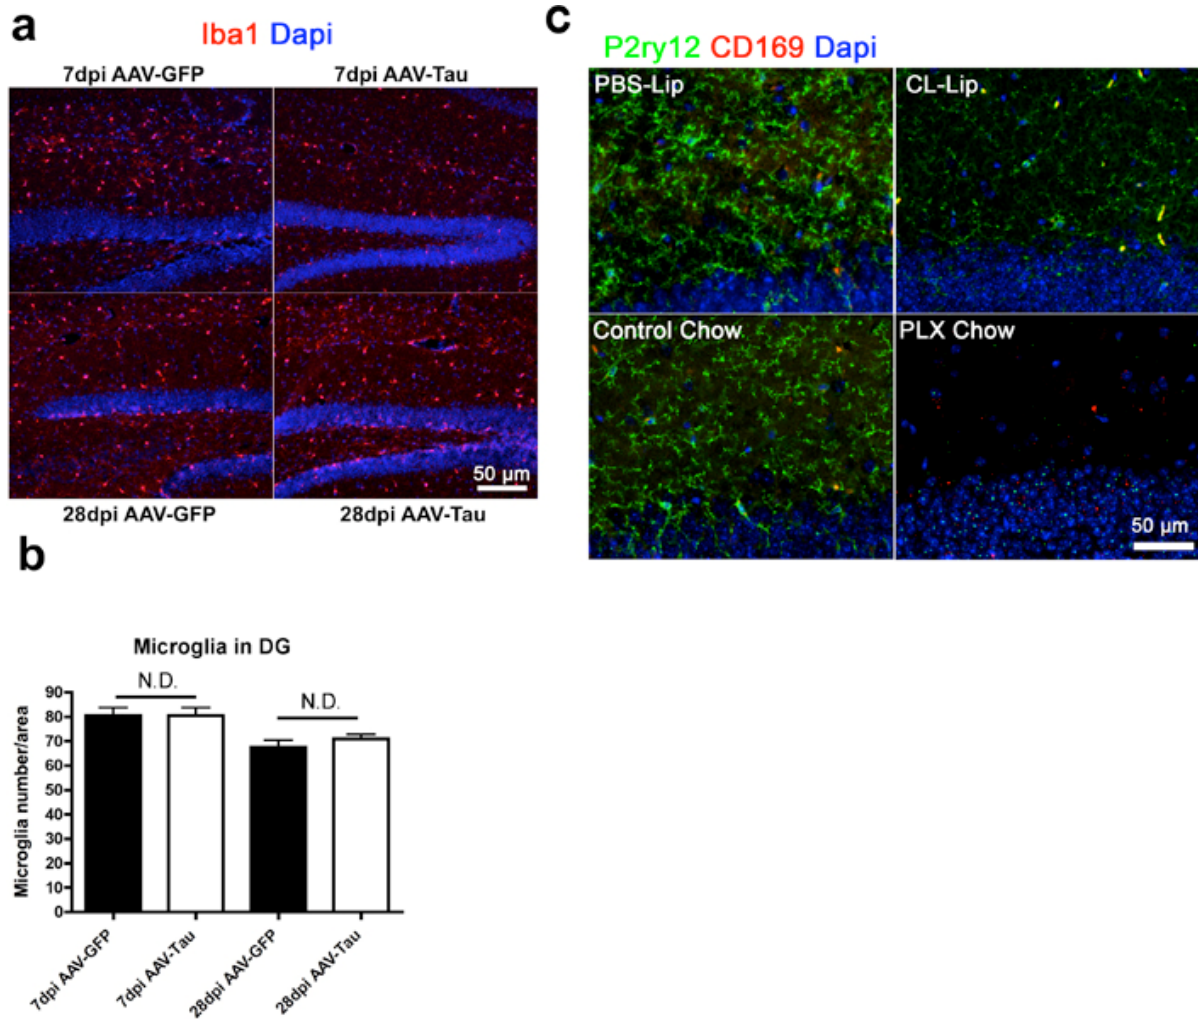 a
Iba1 Dapi
7dpi AAV-GFP
7dpi AAV-Tau
50 µm
28dpi AAV-GFP
28dpi AAV-Tau
b
Microglia in DG
N.D.
N.D.
Microglia number/area
90
80
70
60
50
40
30
20
10
0
7dpi AAV-GFP
7dpi AAV-Tau
28dpi AAV-GFP
28dpi AAV-Tau
c
P2ry12 CD169 Dapi
PBS-Lip
CL-Lip
Control Chow
PLX Chow
50 µm